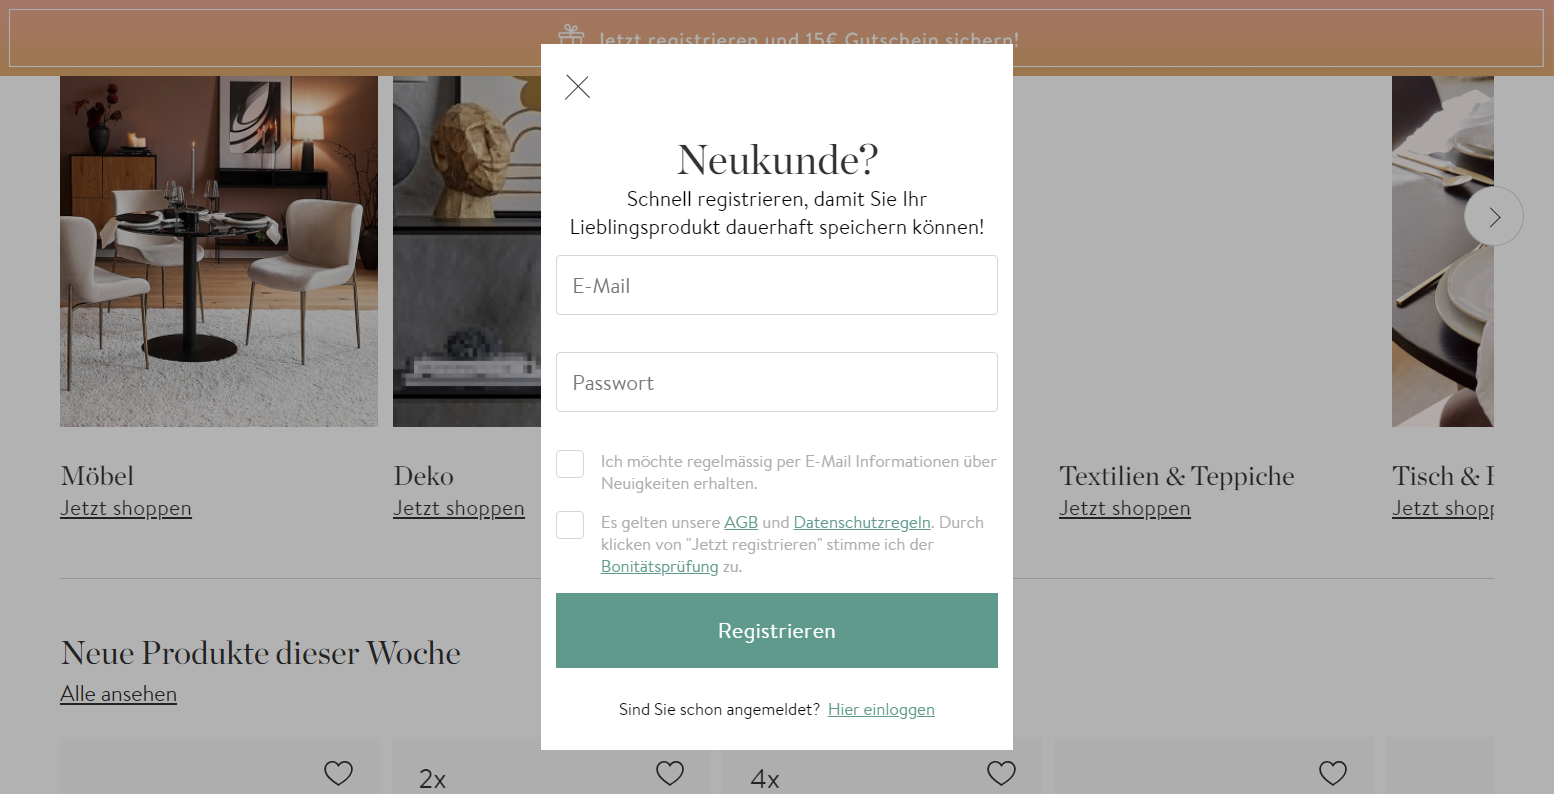 Jetzt registrieren und 15€ Gutschein sichern!
Neukunde?
Schnell registrieren, damit Sie Ihr
Lieblingsprodukt dauerhaft speichern können!
E-Mail
Passwort
Ich möchte regelmässig per E-Mail Informationen über
Neuigkeiten erhalten.
Es gelten unsere AGB und Datenschutzregeln. Durch
klicken von "Jetzt registrieren" stimme ich der
Bonitätsprüfung zu.
Registrieren
Sind Sie schon angemeldet? Hier einloggen
Möbel
Jetzt shoppen
Deko
Jetzt shoppen
Textilien & Teppiche
Jetzt shoppen
Tisch &
Jetzt shopp
Neue Produkte dieser Woche
Alle ansehen
2x
4x